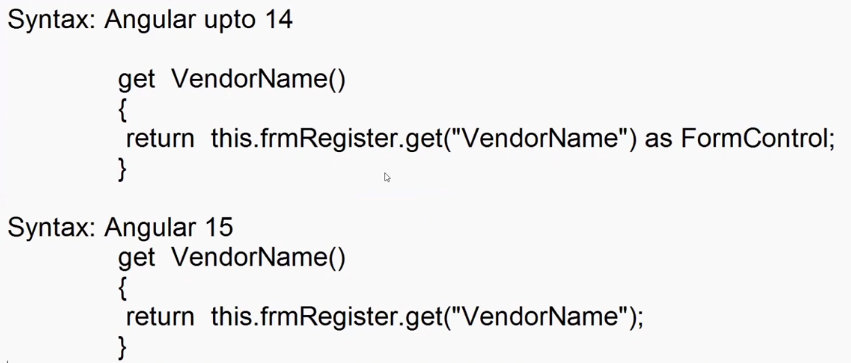 Syntax: Angular upto 14
get VendorName()
{
return this.frmRegister.get("VendorName") as FormControl;
}
Syntax: Angular 15
get VendorName()
{
return this.frmRegister.get("VendorName");
}